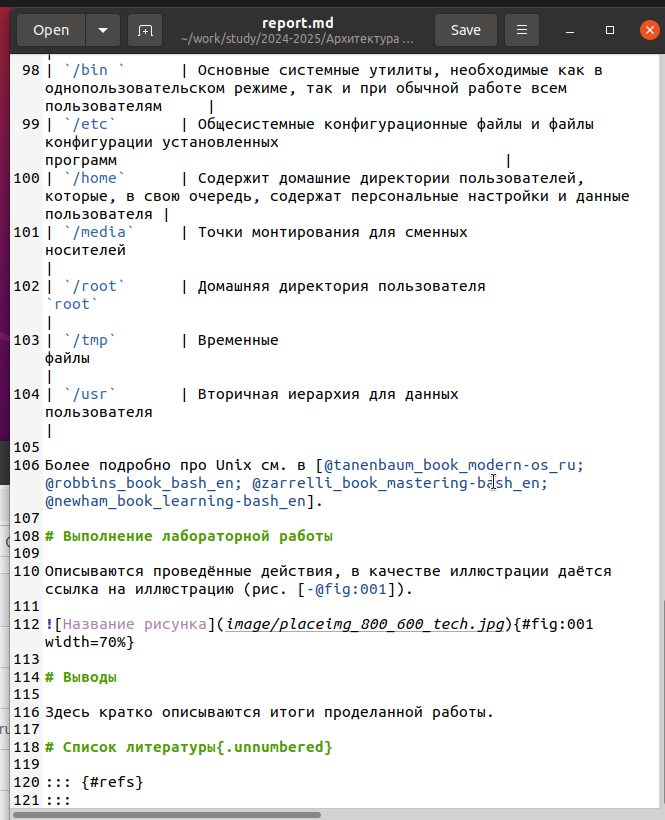 report.md
Open
~/work/study/2024-2025/Архитектура ...
Save
98 | `/bin ` | Основные системные утилиты, необходимые как в
однопользовательском режиме, так и при обычной работе всем
пользователям |
99 | `/etc` | Общесистемные конфигурационные файлы и файлы
конфигурации установленных
программ |
100 | `/home` | Содержит домашние директории пользователей,
которые, в свою очередь, содержат персональные настройки и данные
пользователя |
101 | `/media` | Точки монтирования для сменных
носителей
|
102 | `/root` | Домашняя директория пользователя
`root`
|
103 | `/tmp` | Временные
файлы
|
104 | `/usr` | Вторичная иерархия для данных
пользователя
|
105
106 Более подробно про Unix см. в [@tanenbaum_book_modern-os_ru;
@robbins_book_bash_en; @zarrelli_book_mastering-bash_en;
@newham_book_learning-bash_en].
107
108 # Выполнение лабораторной работы
109
110 Описываются проведённые действия, в качестве иллюстрации даётся
ссылка на иллюстрацию (рис. [-@fig:001]).
111
112 ![Название рисунка](image/placeimg_800_600_tech.jpg){#fig:001
width=70%}
113
114 # Выводы
115
116 Здесь кратко описываются итоги проделанной работы.
117
118 # Список литературы{.unnumbered}
119
120 ::: {#refs}
121 :::